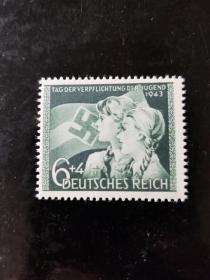 TAG DER VERPFLICHTUNG DER JUGEND
1943
6+4
DEUTSCHES REICH